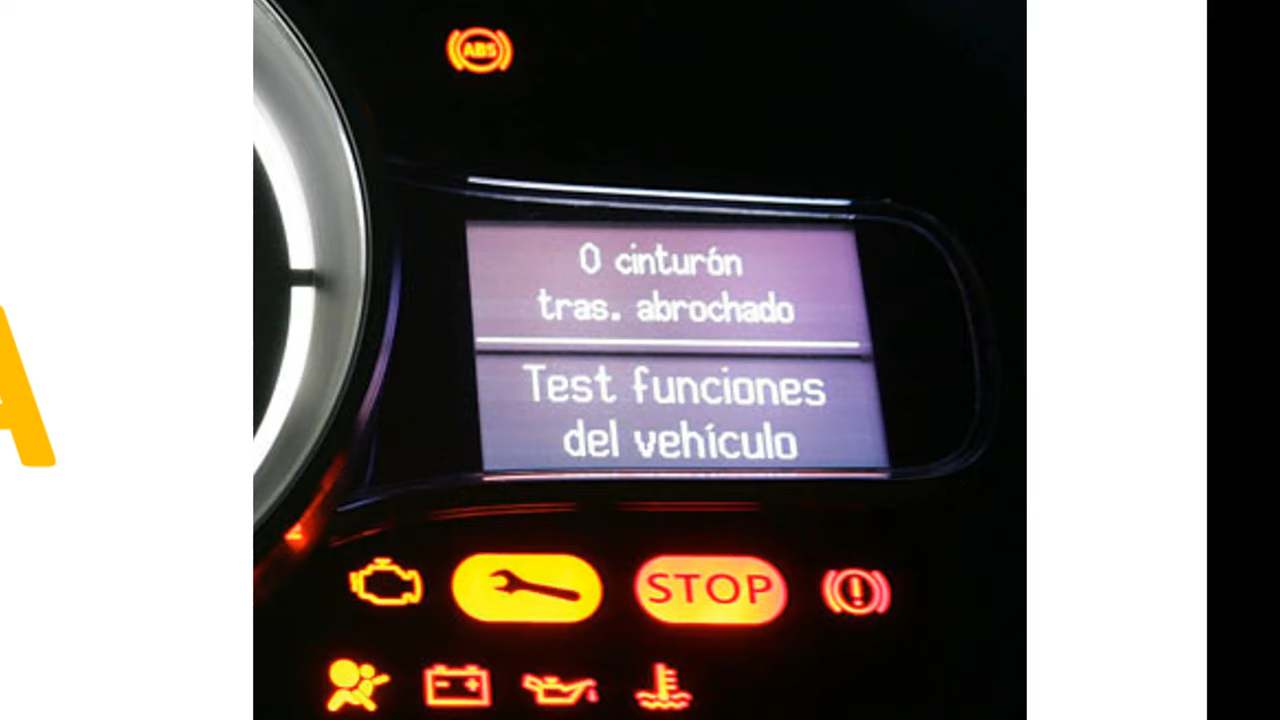 A
ABS
0 cinturón
tras. abrochado
Test funciones
del vehículo
STOP